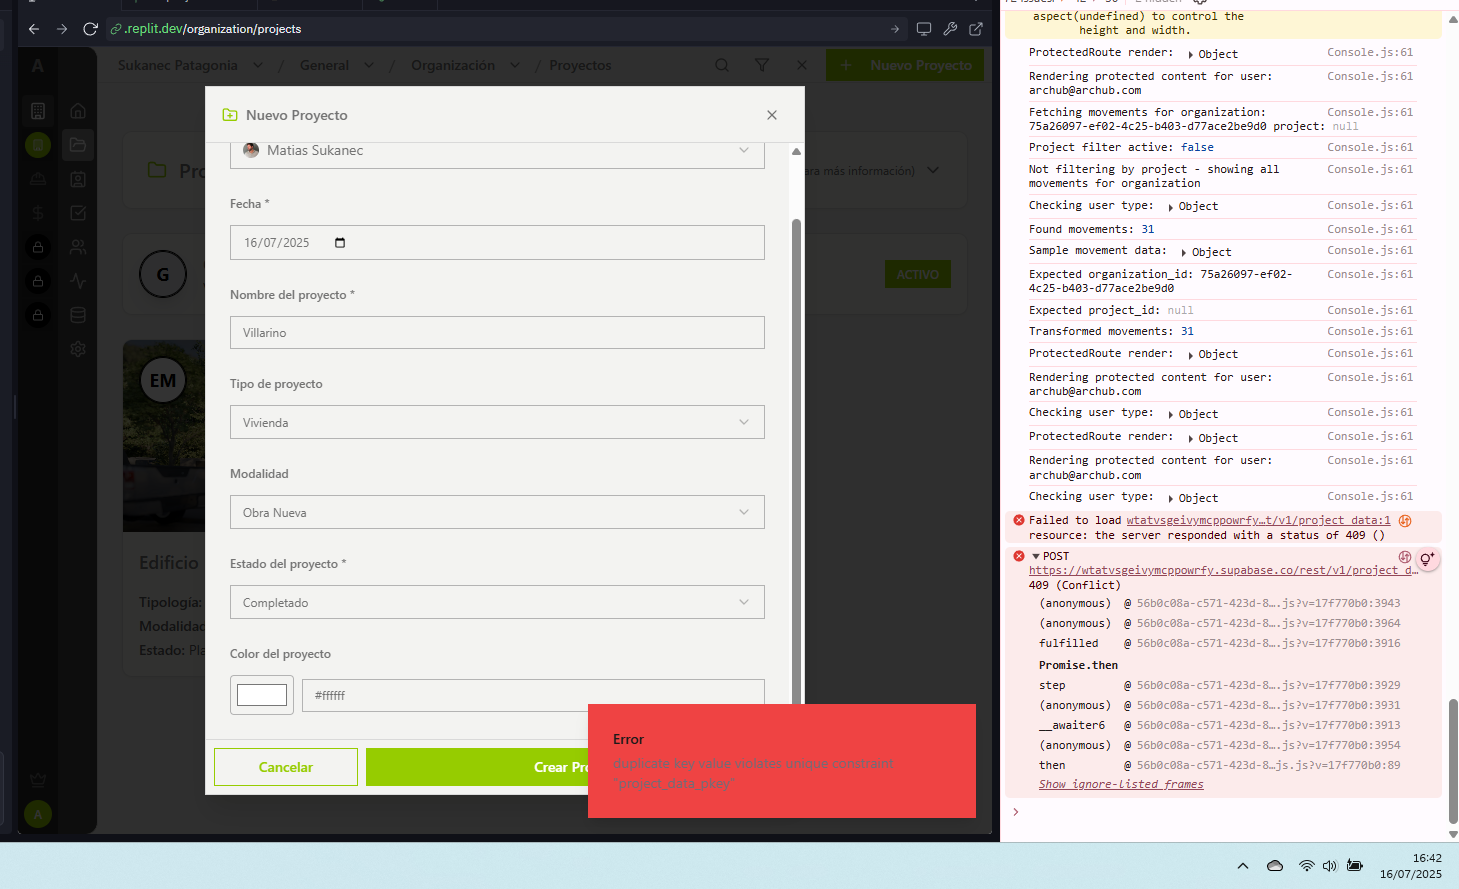 .replit.dev/organization/projects
A
Sukanec Patagonia / General / Organización / Proyectos
+ Nuevo Proyecto
Pro
ara más información)
G
ACTIVO
EM
Edificio
Tipología:
Modalidad
Estado: Pla
A
Nuevo Proyecto
Matias Sukanec
Fecha *
16/07/2025
Nombre del proyecto *
Villarino
Tipo de proyecto
Vivienda
Modalidad
Obra Nueva
Estado del proyecto *
Completado
Color del proyecto
#ffffff
Cancelar
Crear Pro
Error
duplicate key value violates unique constraint
"project_data_pkey"
aspect(undefined) to control the
height and width.
ProtectedRoute render: Object Console.js:61
Rendering protected content for user: Console.js:61
archub@archub.com
Fetching movements for organization: Console.js:61
75a26097-ef02-4c25-b403-d77ace2be9d0 project: null
Project filter active: false Console.js:61
Not filtering by project - showing all Console.js:61
movements for organization
Checking user type: Object Console.js:61
Found movements: 31 Console.js:61
Sample movement data: Object Console.js:61
Expected organization_id: 75a26097-ef02- Console.js:61
4c25-b403-d77ace2be9d0
Expected project_id: null Console.js:61
Transformed movements: 31 Console.js:61
ProtectedRoute render: Object Console.js:61
Rendering protected content for user: Console.js:61
archub@archub.com
Checking user type: Object Console.js:61
ProtectedRoute render: Object Console.js:61
Rendering protected content for user: Console.js:61
archub@archub.com
Checking user type: Object Console.js:61
Failed to load wtatvsgeivymcppowrfy…t/v1/project_data:1
resource: the server responded with a status of 409 ()
POST
https://wtatvsgeivymcppowrfy.supabase.co/rest/v1/project_d…
409 (Conflict)
(anonymous) @ 56b0c08a-c571-423d-8….js?v=17f770b0:3943
(anonymous) @ 56b0c08a-c571-423d-8….js?v=17f770b0:3964
fulfilled @ 56b0c08a-c571-423d-8….js?v=17f770b0:3916
Promise.then
step @ 56b0c08a-c571-423d-8….js?v=17f770b0:3929
(anonymous) @ 56b0c08a-c571-423d-8….js?v=17f770b0:3931
__awaiter6 @ 56b0c08a-c571-423d-8….js?v=17f770b0:3913
(anonymous) @ 56b0c08a-c571-423d-8….js?v=17f770b0:3954
then @ 56b0c08a-c571-423d-8…js.js?v=17f770b0:89
Show ignore-listed frames
16:42
16/07/2025